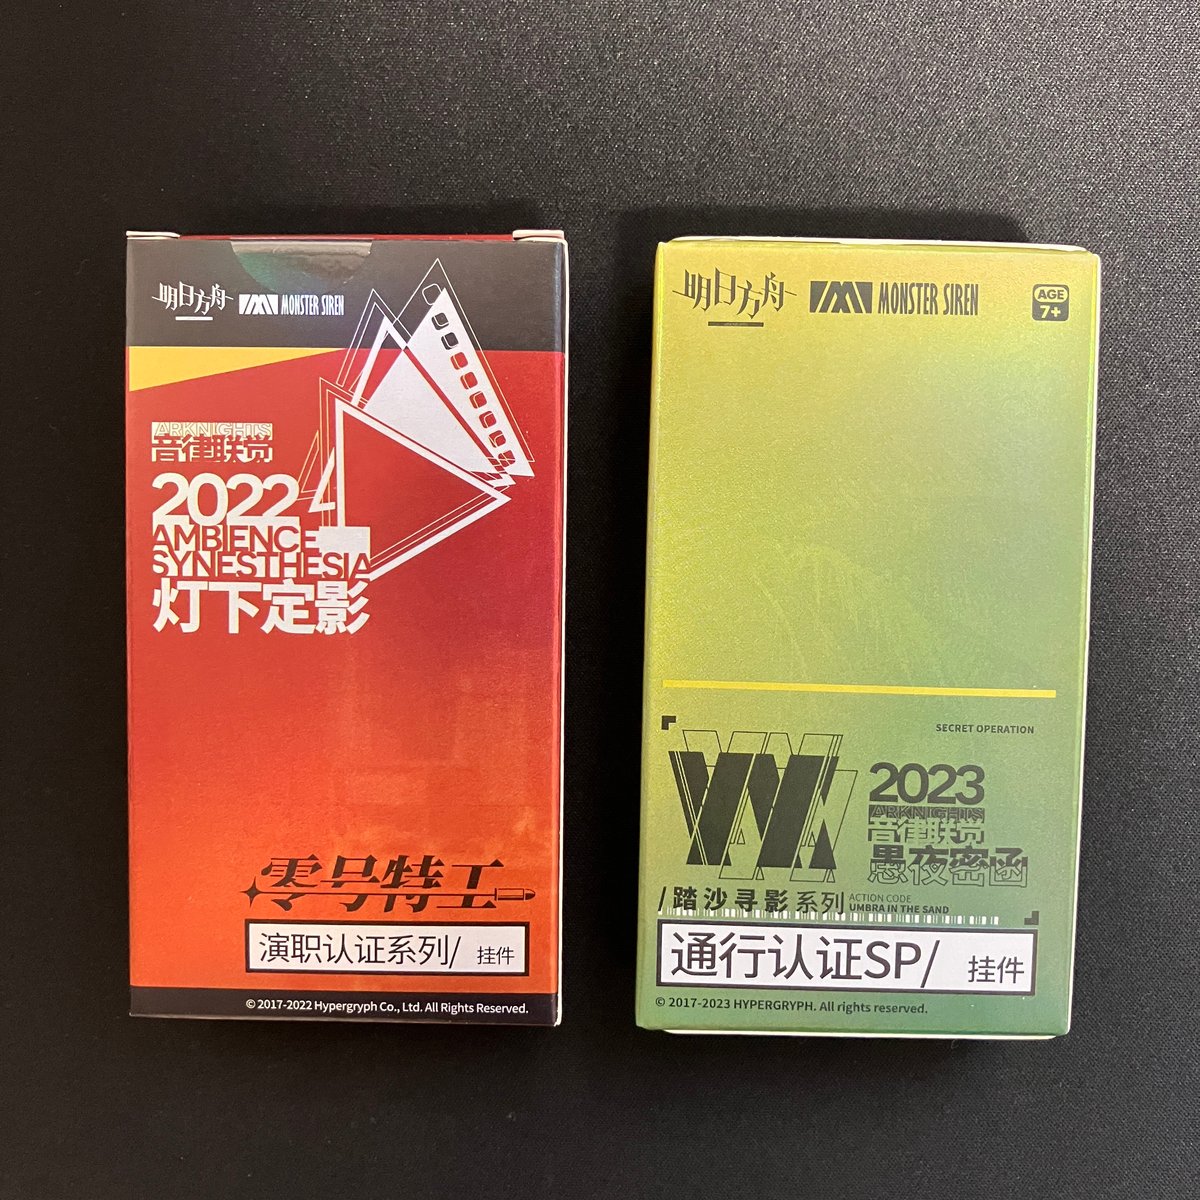 明日方舟 MONSTER SIREN
ARKNIGHTS
音律联觉
2022
AMBIENCE
SYNESTHESIA
灯下定影
零号特工
演职认证系列/ 挂件
© 2017-2022 Hypergryph Co., Ltd. All Rights Reserved.
明日方舟 MONSTER SIREN AGE 7+
SECRET OPERATION
2023
ARKNIGHTS
音律联觉
愚夜密函
/踏沙寻影系列 ACTION CODE
UMBRA IN THE SAND
通行认证SP/ 挂件
© 2017-2023 HYPERGRYPH. All rights reserved.